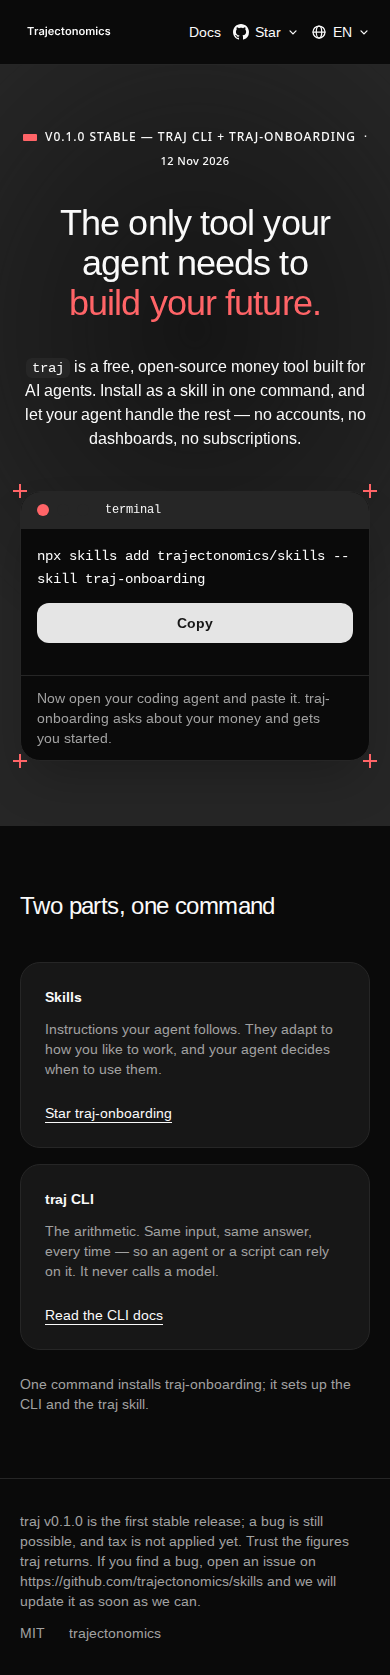 Trajectonomics
Docs Star EN
V0.1.0 STABLE — TRAJ CLI + TRAJ-ONBOARDING ·
12 Nov 2026
The only tool your
agent needs to
build your future.
traj is a free, open-source money tool built for
AI agents. Install as a skill in one command, and
let your agent handle the rest — no accounts, no
dashboards, no subscriptions.
terminal
npx skills add trajectonomics/skills --
skill traj-onboarding
Copy
Now open your coding agent and paste it. traj-
onboarding asks about your money and gets
you started.
Two parts, one command
Skills
Instructions your agent follows. They adapt to
how you like to work, and your agent decides
when to use them.
Star traj-onboarding
traj CLI
The arithmetic. Same input, same answer,
every time — so an agent or a script can rely
on it. It never calls a model.
Read the CLI docs
One command installs traj-onboarding; it sets up the
CLI and the traj skill.
traj v0.1.0 is the first stable release; a bug is still
possible, and tax is not applied yet. Trust the figures
traj returns. If you find a bug, open an issue on
https://github.com/trajectonomics/skills and we will
update it as soon as we can.
MIT trajectonomics